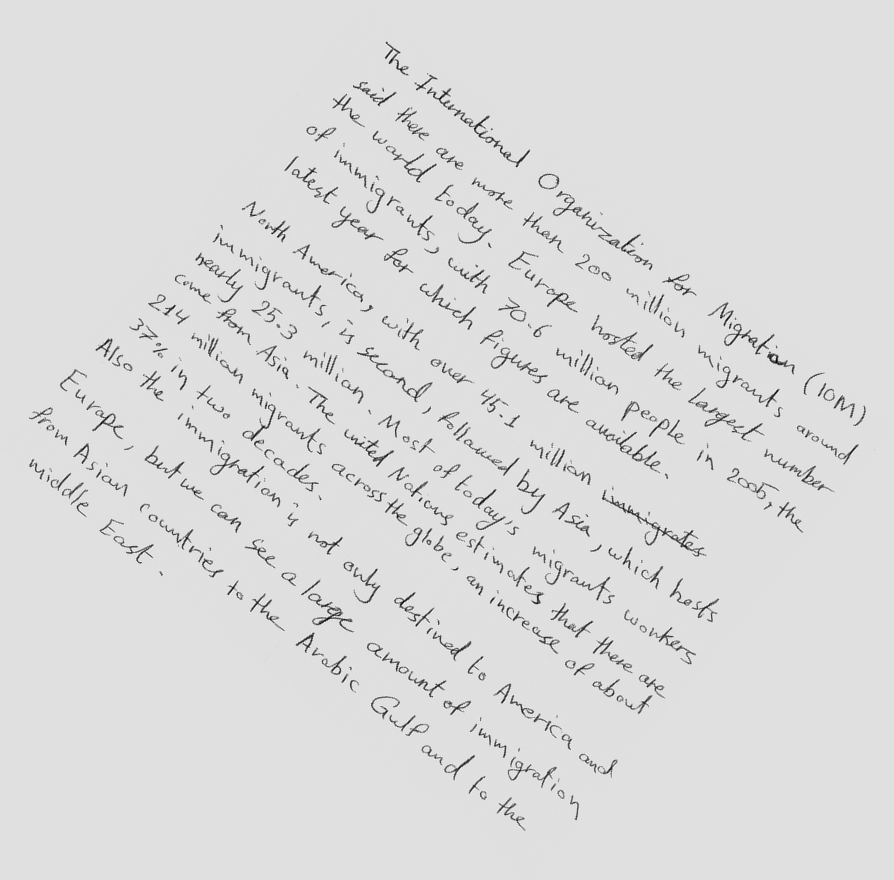 The International Organization for Migration (IOM)
said there are more than 200 million migrants around
the world today. Europe hosted the largest number
of immigrants, with 70.6 million people in 2005, the
latest year for which figures are available.
North America, with over 45.1 million immigrates
immigrants, is second, followed by Asia, which hosts
nearly 25.3 million. Most of today's migrants workers
come from Asia. The united Nations estimates that there are
214 million migrants across the globe, an increase of about
37% in two decades.
Also the immigration is not only destined to America and
Europe, but we can see a large amount of immigration
from Asian countries to the Arabic Gulf and to the
middle East.